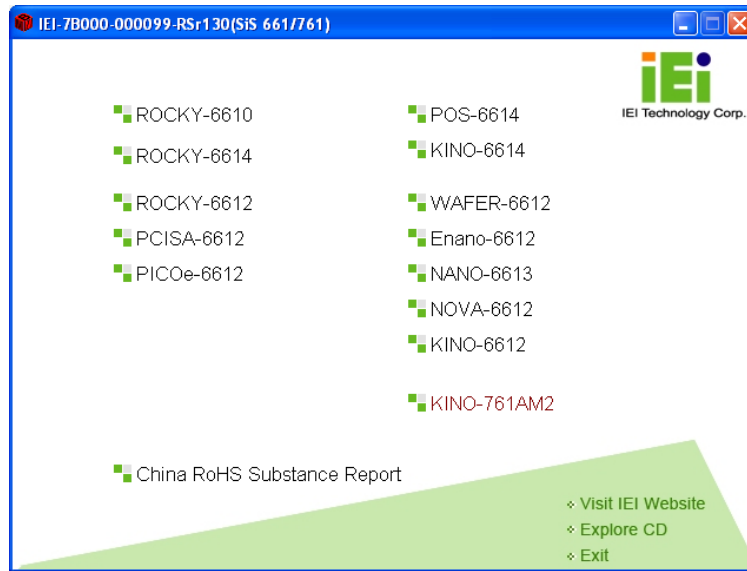 IEI-7B000-000099-RSr130(SiS 661/761)
iEi
IEI Technology Corp.
ROCKY-6610
ROCKY-6614
ROCKY-6612
PCISA-6612
PICOe-6612
POS-6614
KINO-6614
WAFER-6612
Enano-6612
NANO-6613
NOVA-6612
KINO-6612
KINO-761AM2
China RoHS Substance Report
Visit IEI Website
Explore CD
Exit